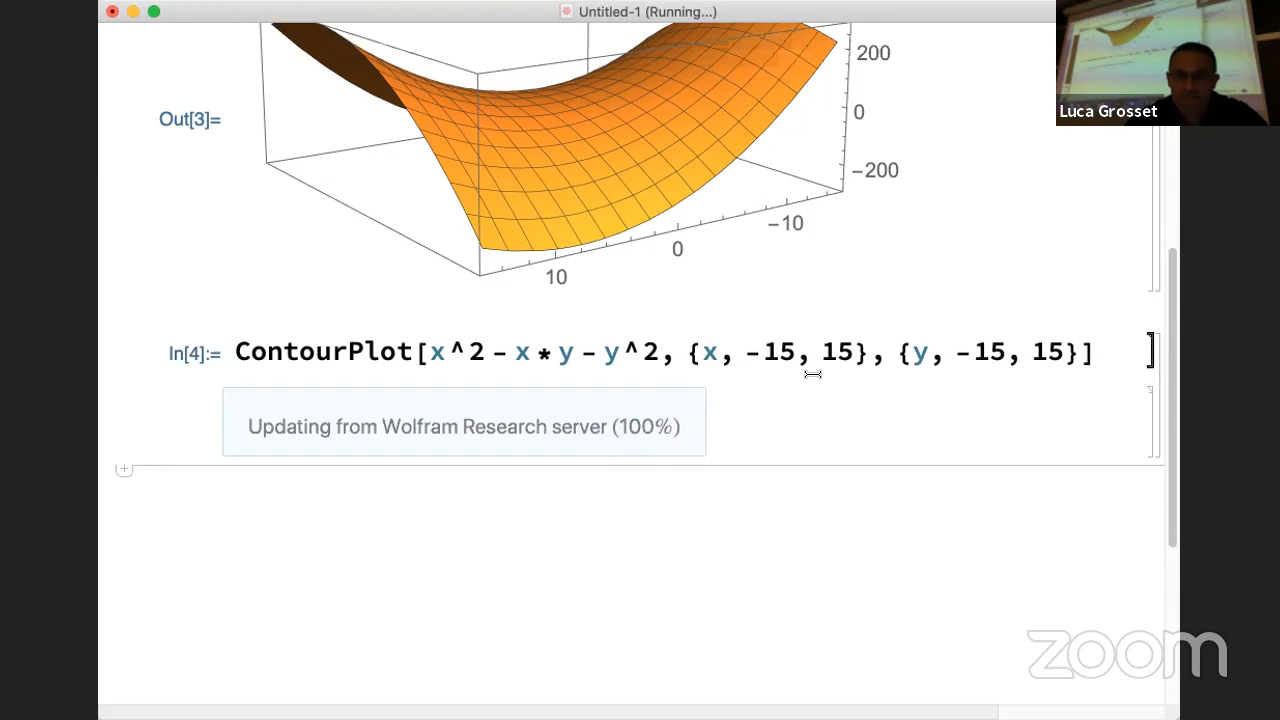 Untitled-1 (Running...)
Luca Grosset
200
Out[3]=
0
-200
-10
0
10
In[4]:= ContourPlot[x^2-x*y-y^2, {x, -15, 15}, {y, -15, 15}]
Updating from Wolfram Research server (100%)
zoom